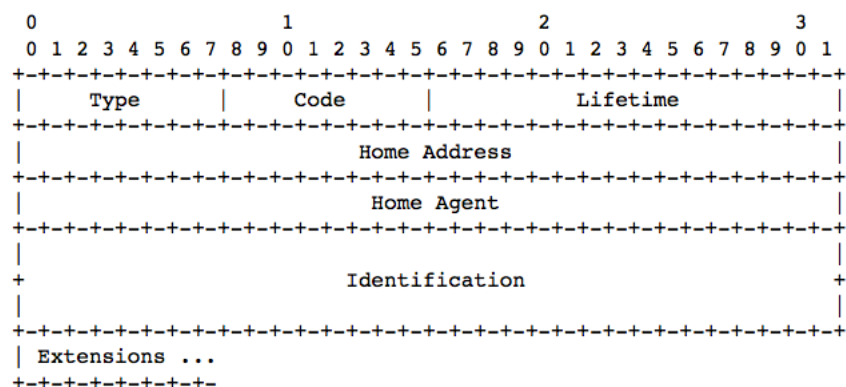 0                   1                   2                   3
0 1 2 3 4 5 6 7 8 9 0 1 2 3 4 5 6 7 8 9 0 1 2 3 4 5 6 7 8 9 0 1
+-+-+-+-+-+-+-+-+-+-+-+-+-+-+-+-+-+-+-+-+-+-+-+-+-+-+-+-+-+-+-+-+
|     Type      |     Code      |           Lifetime            |
+-+-+-+-+-+-+-+-+-+-+-+-+-+-+-+-+-+-+-+-+-+-+-+-+-+-+-+-+-+-+-+-+
|                          Home Address                         |
+-+-+-+-+-+-+-+-+-+-+-+-+-+-+-+-+-+-+-+-+-+-+-+-+-+-+-+-+-+-+-+-+
|                           Home Agent                          |
+-+-+-+-+-+-+-+-+-+-+-+-+-+-+-+-+-+-+-+-+-+-+-+-+-+-+-+-+-+-+-+-+
|                                                               |
+                         Identification                        +
|                                                               |
+-+-+-+-+-+-+-+-+-+-+-+-+-+-+-+-+-+-+-+-+-+-+-+-+-+-+-+-+-+-+-+-+
| Extensions ...
+-+-+-+-+-+-+-+-